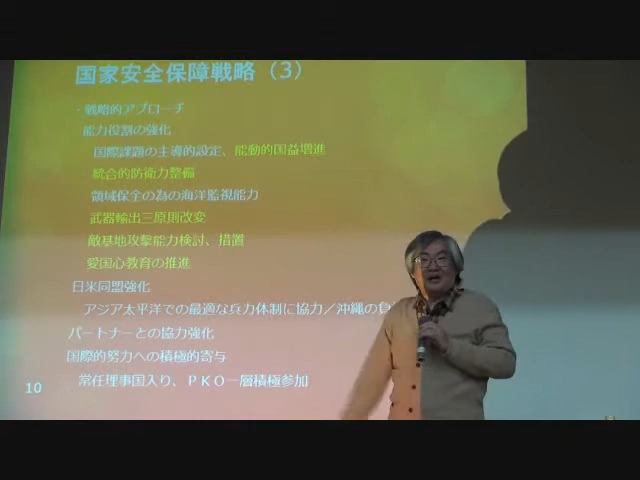 国家安全保障戦略（3）
・戦略的アプローチ
能力役割の強化
国際課題の主導的設定、能動的国益増進
統合的防衛力整備
領域保全の為の海洋監視能力
武器輸出三原則改変
敵基地攻撃能力検討、措置
愛国心教育の推進
日米同盟強化
アジア太平洋での最適な兵力体制に協力／沖縄の負
パートナーとの協力強化
国際的努力への積極的寄与
常任理事国入り、ＰＫＯ一層積極参加
10